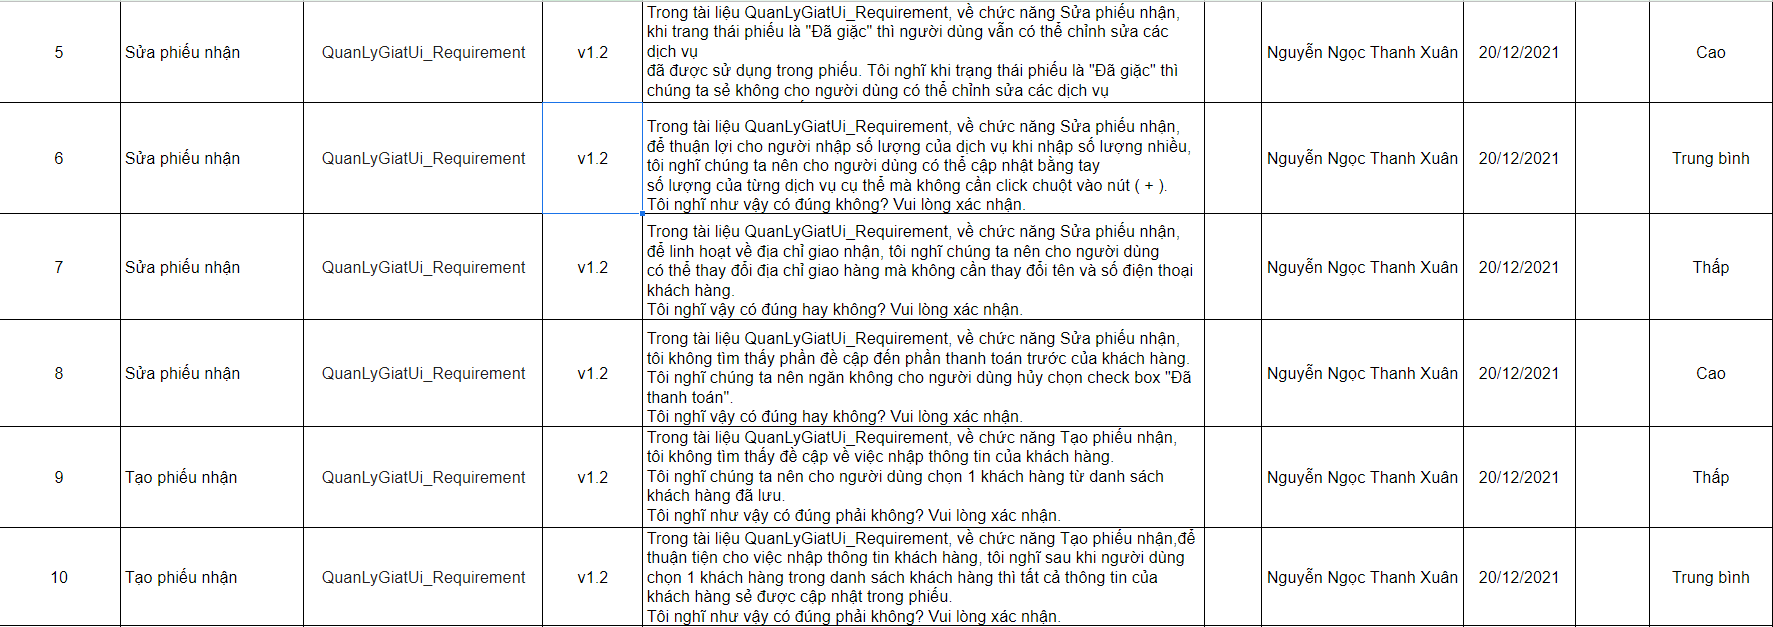 Trong tài liệu QuanLyGiatUi_Requirement, về chức năng Sửa phiếu nhận,
khi trang thái phiếu là "Đã giặc" thì người dùng vẫn có thể chỉnh sửa các
dịch vụ
đã được sử dụng trong phiếu. Tôi nghĩ khi trạng thái phiếu là "Đã giặc" thì
chúng ta sẻ không cho người dùng có thể chỉnh sửa các dịch vụ
5 Sửa phiếu nhận QuanLyGiatUi_Requirement v1.2 Nguyễn Ngọc Thanh Xuân 20/12/2021 Cao
Trong tài liệu QuanLyGiatUi_Requirement, về chức năng Sửa phiếu nhận,
để thuận lợi cho người nhập số lượng của dịch vụ khi nhập số lượng nhiều,
tôi nghĩ chúng ta nên cho người dùng có thể cập nhật bằng tay
số lượng của từng dịch vụ cụ thể mà không cần click chuột vào nút ( + ).
Tôi nghĩ như vậy có đúng không? Vui lòng xác nhận.
6 Sửa phiếu nhận QuanLyGiatUi_Requirement v1.2 Nguyễn Ngọc Thanh Xuân 20/12/2021 Trung bình
Trong tài liệu QuanLyGiatUi_Requirement, về chức năng Sửa phiếu nhận,
để linh hoạt về địa chỉ giao nhận, tôi nghĩ chúng ta nên cho người dùng
có thể thay đổi địa chỉ giao hàng mà không cần thay đổi tên và số điện thoại
khách hàng.
Tôi nghĩ vậy có đúng hay không? Vui lòng xác nhận.
7 Sửa phiếu nhận QuanLyGiatUi_Requirement v1.2 Nguyễn Ngọc Thanh Xuân 20/12/2021 Thấp
Trong tài liệu QuanLyGiatUi_Requirement, về chức năng Sửa phiếu nhận,
tôi không tìm thấy phần đề cập đến phần thanh toán trước của khách hàng.
Tôi nghĩ chúng ta nên ngăn không cho người dùng hủy chọn check box "Đã
thanh toán".
Tôi nghĩ vậy có đúng hay không? Vui lòng xác nhận.
8 Sửa phiếu nhận QuanLyGiatUi_Requirement v1.2 Nguyễn Ngọc Thanh Xuân 20/12/2021 Cao
Trong tài liệu QuanLyGiatUi_Requirement, về chức năng Tạo phiếu nhận,
tôi không tìm thấy đề cập về việc nhập thông tin của khách hàng.
Tôi nghĩ chúng ta nên cho người dùng chọn 1 khách hàng từ danh sách
khách hàng đã lưu.
Tôi nghĩ như vậy có đúng phải không? Vui lòng xác nhận.
9 Tạo phiếu nhận QuanLyGiatUi_Requirement v1.2 Nguyễn Ngọc Thanh Xuân 20/12/2021 Thấp
Trong tài liệu QuanLyGiatUi_Requirement, về chức năng Tạo phiếu nhận,để
thuận tiện cho việc nhập thông tin khách hàng, tôi nghĩ sau khi người dùng
chọn 1 khách hàng trong danh sách khách hàng thì tất cả thông tin của
khách hàng sẻ được cập nhật trong phiếu.
Tôi nghĩ như vậy có đúng phải không? Vui lòng xác nhận.
10 Tạo phiếu nhận QuanLyGiatUi_Requirement v1.2 Nguyễn Ngọc Thanh Xuân 20/12/2021 Trung bình